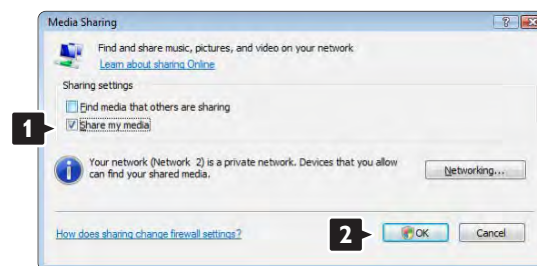 Media Sharing
Find and share music, pictures, and video on your network
Learn about sharing Online
Sharing settings
Find media that others are sharing
1
Share my media
Your network (Network 2) is a private network. Devices that you allow
can find your shared media.
Networking...
How does sharing change firewall settings?
2
OK
Cancel